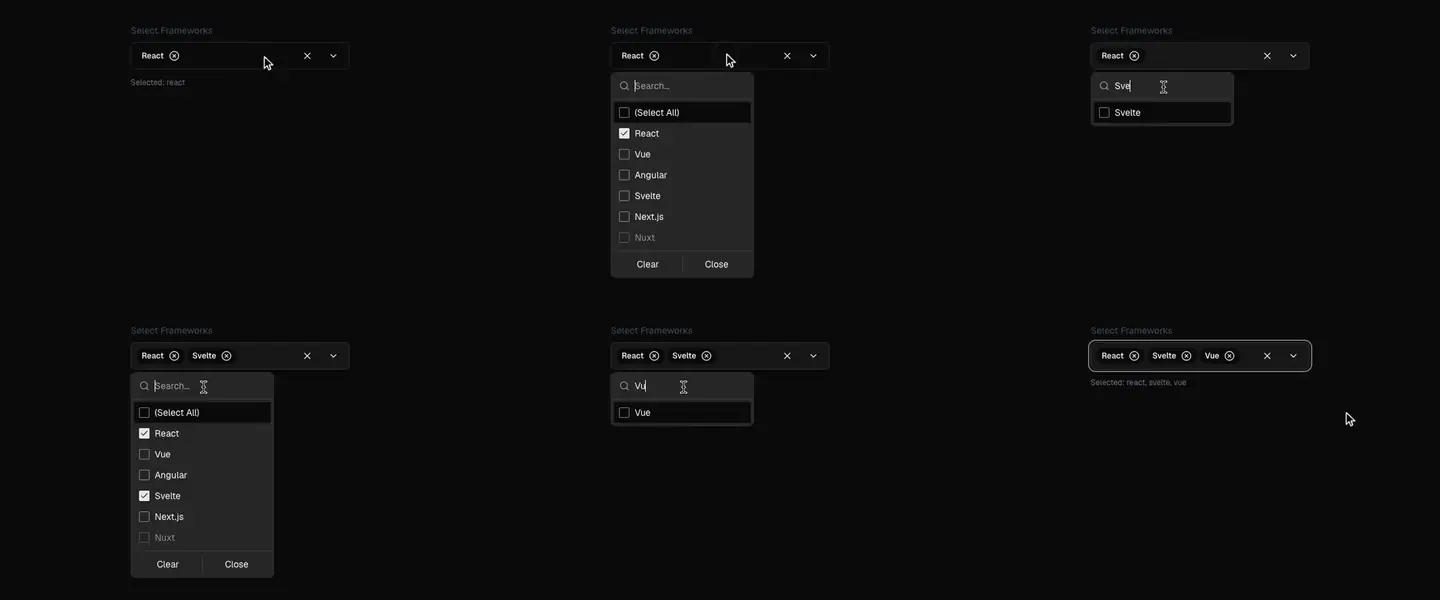 Select Frameworks
React
Selected: react
Select Frameworks
React
Search...
(Select All)
React
Vue
Angular
Svelte
Next.js
Nuxt
Clear Close
Select Frameworks
React
Sve
Svelte
Select Frameworks
React Svelte
Search...
(Select All)
React
Vue
Angular
Svelte
Next.js
Nuxt
Clear Close
Select Frameworks
React Svelte
Vu
Vue
Select Frameworks
React Svelte Vue
Selected: react, svelte, vue